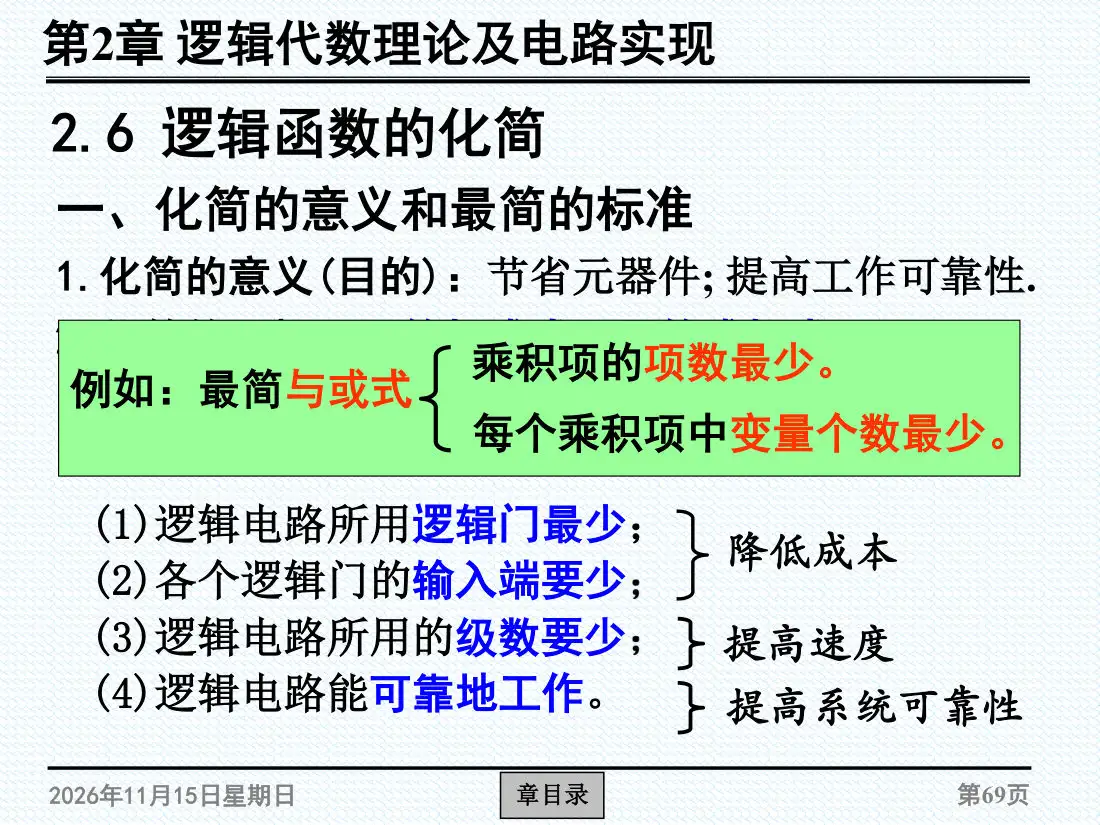 第2章 逻辑代数理论及电路实现
2.6 逻辑函数的化简
一、化简的意义和最简的标准
1.化简的意义(目的)：节省元器件;提高工作可靠性.
例如：最简与或式
乘积项的项数最少。
每个乘积项中变量个数最少。
(1)逻辑电路所用逻辑门最少；
(2)各个逻辑门的输入端要少；
降低成本
(3)逻辑电路所用的级数要少；
提高速度
(4)逻辑电路能可靠地工作。
提高系统可靠性
2026年11月15日星期日
章目录
第69页